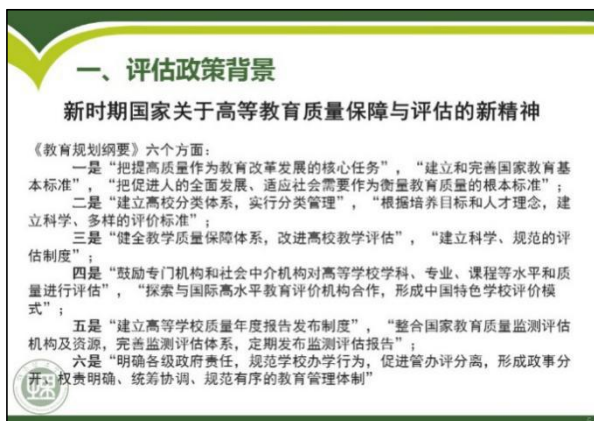 一、评估政策背景
新时期国家关于高等教育质量保障与评估的新精神
《教育规划纲要》六个方面：
一是“把提高质量作为教育改革发展的核心任务”，“建立和完善国家教育基
本标准”，“把促进人的全面发展、适应社会需要作为衡量教育质量的根本标准”；
二是“建立高校分类体系，实行分类管理”，“根据培养目标和人才理念，建
立科学、多样的评价标准”；
三是“健全教学质量保障体系，改进高校教学评估”，“建立科学、规范的评
估制度”；
四是“鼓励专门机构和社会中介机构对高等学校学科、专业、课程等水平和质
量进行评估”，“探索与国际高水平教育评价机构合作，形成中国特色学校评价模
式”；
五是“建立高等学校质量年度报告发布制度”，“整合国家教育质量监测评估
机构及资源，完善监测评估体系，定期发布监测评估报告”；
六是“明确各级政府责任，规范学校办学行为，促进管办评分离，形成政事分
开、权责明确、统筹协调、规范有序的教育管理体制”